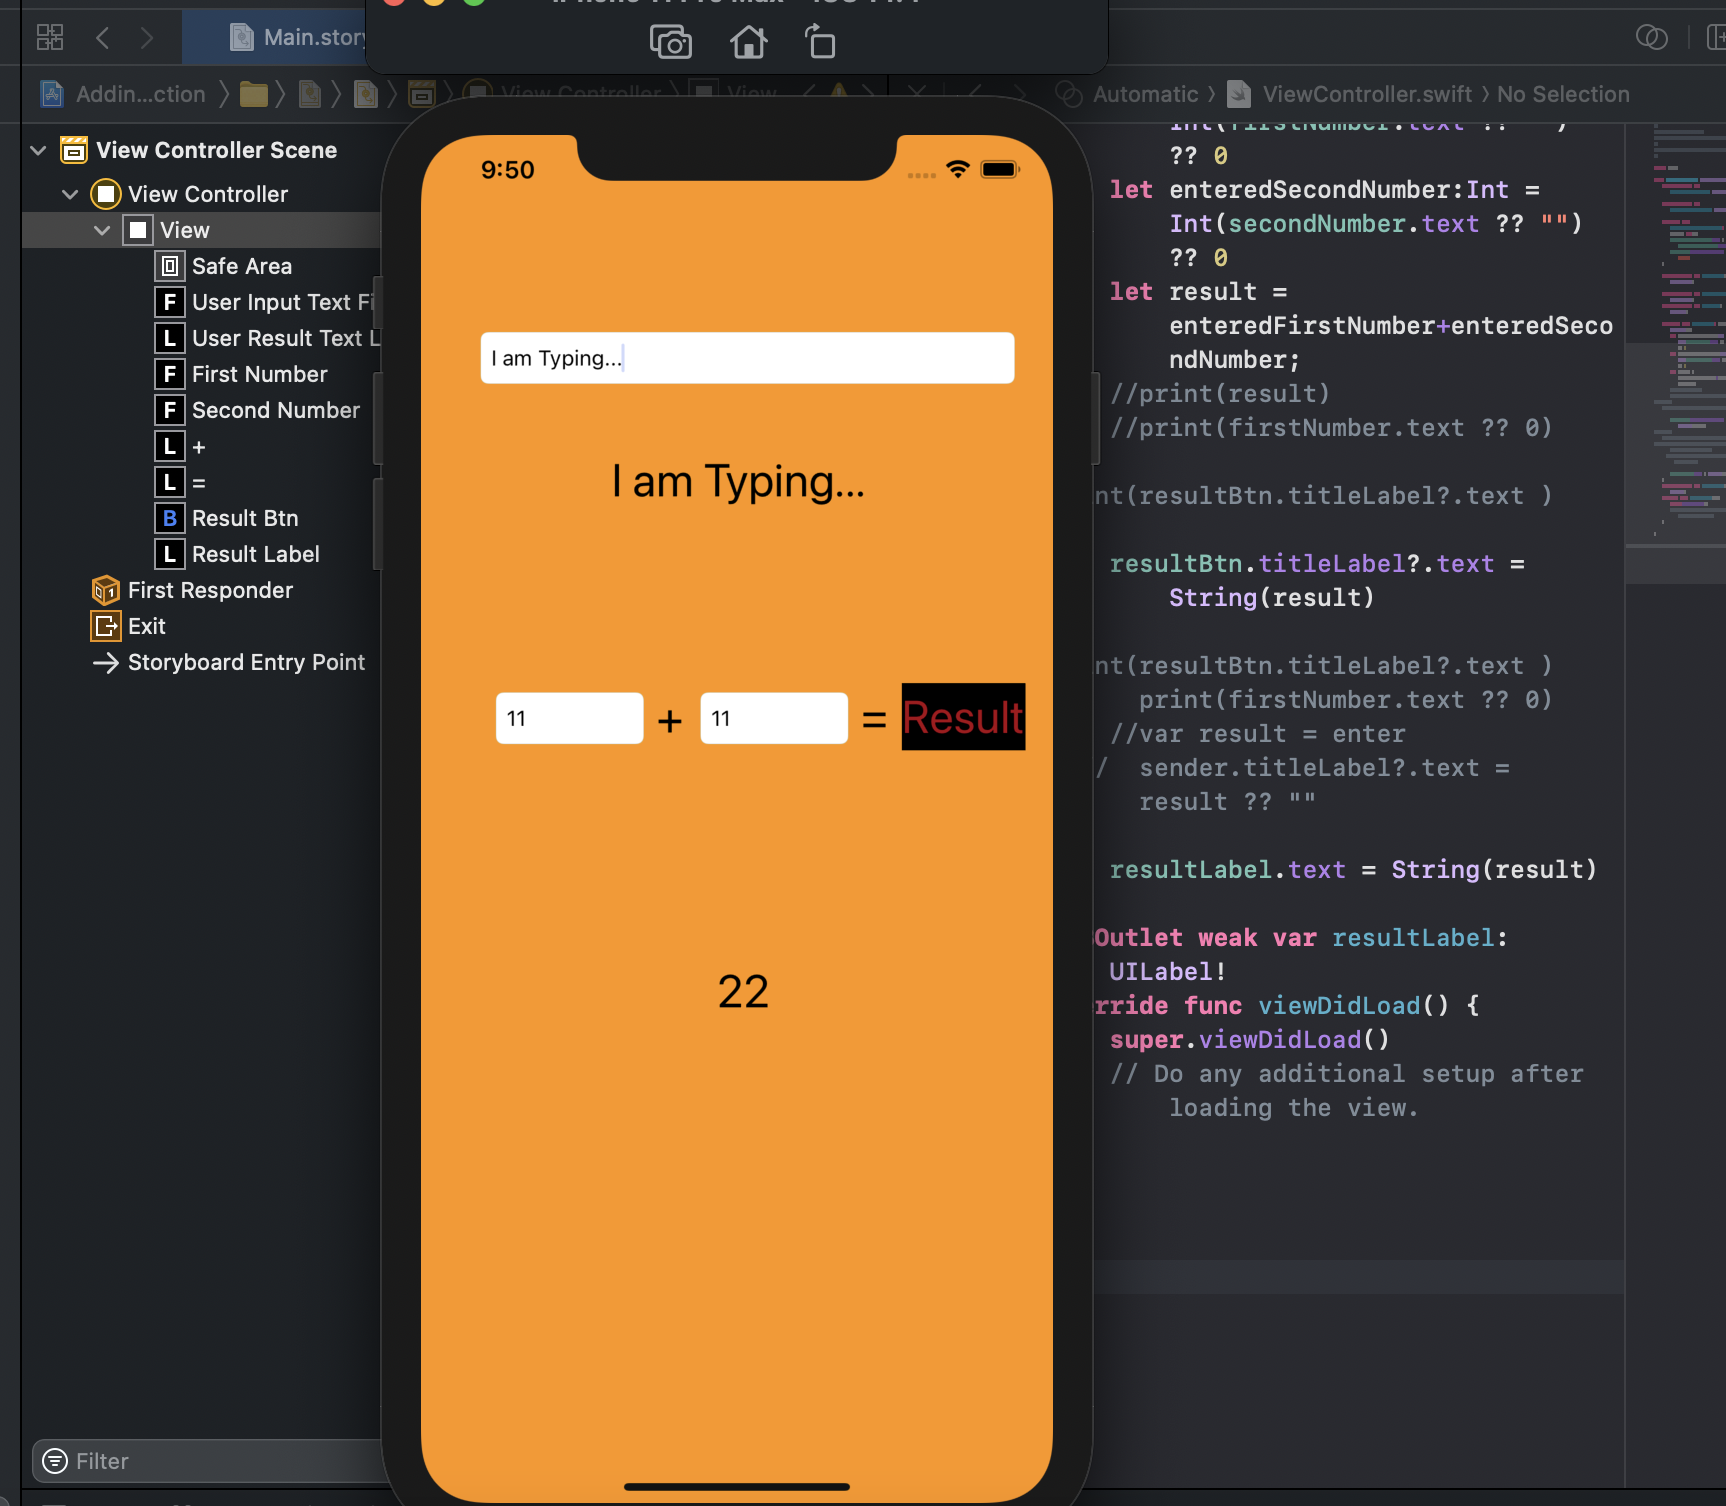 Main.story
Addin...ction
View Controller
View
Automatic
ViewController.swift
No Selection
View Controller Scene
View Controller
View
Safe Area
User Input Text Fi
User Result Text L
First Number
Second Number
+
=
Result Btn
Result Label
First Responder
Exit
Storyboard Entry Point
Filter
9:50
I am Typing...
I am Typing...
11 + 11 = Result
22
Int(firstNumber.text ?? )
?? 0
let enteredSecondNumber:Int =
Int(secondNumber.text ?? "")
?? 0
let result =
enteredFirstNumber+enteredSeco
ndNumber;
//print(result)
//print(firstNumber.text ?? 0)
nt(resultBtn.titleLabel?.text )
resultBtn.titleLabel?.text =
String(result)
nt(resultBtn.titleLabel?.text )
print(firstNumber.text ?? 0)
//var result = enter
/ sender.titleLabel?.text =
result ?? ""
resultLabel.text = String(result)
Outlet weak var resultLabel:
UILabel!
rride func viewDidLoad() {
super.viewDidLoad()
// Do any additional setup after
loading the view.